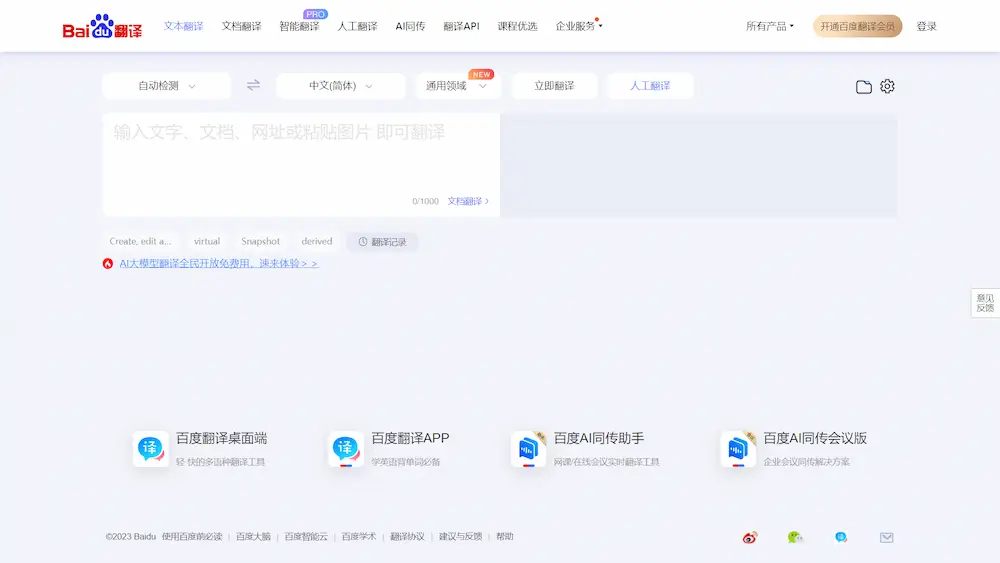 Bai du 翻译
文本翻译 文档翻译 智能翻译 PRO 人工翻译 AI同传 翻译API 课程优选 企业服务 所有产品 开通百度翻译会员 登录
自动检测 中文(简体) 通用领域 NEW 立即翻译 人工翻译
输入文字、文档、网址或粘贴图片 即可翻译
0/1000 文档翻译 >
Create, edit a... virtual Snapshot derived 翻译记录
AI大模型翻译全民开放免费用，速来体验> >
意见
反馈
百度翻译桌面端 百度翻译APP 百度AI同传助手 百度AI同传会议版
轻·快的多语种翻译工具 学英语背单词必备 网课/在线会议实时翻译工具 企业会议同传解决方案
©2023 Baidu 使用百度前必读 | 百度大脑 | 百度智能云 | 百度学术 | 翻译协议 | 建议与反馈 | 帮助